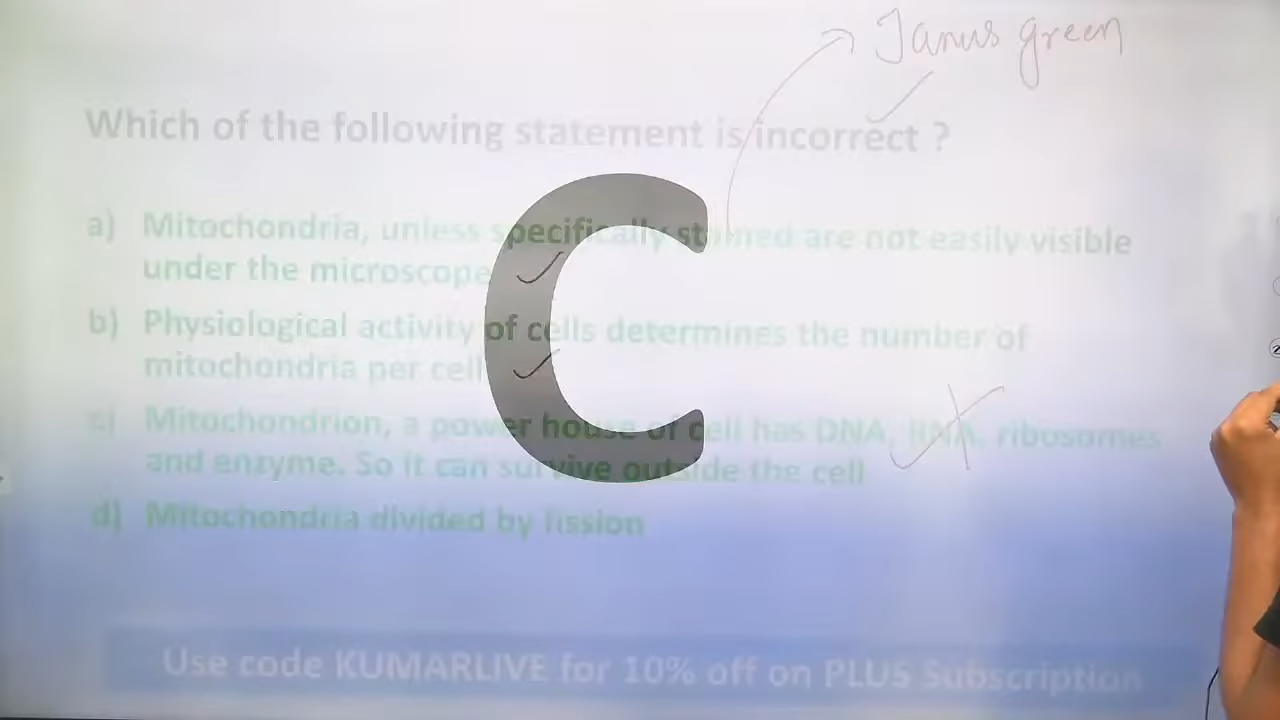 Janus green
Which of the following statement is incorrect ?
a) Mitochondria, unless specifically stained are not easily visible
under the microscope
b) Physiological activity of cells determines the number of
mitochondria per cell
c) Mitochondrion, a power house of cell has DNA, RNA, ribosomes
and enzyme. So it can survive outside the cell
d) Mitochondria divided by fission
C
Use code KUMARLIVE for 10% off on PLUS Subscription